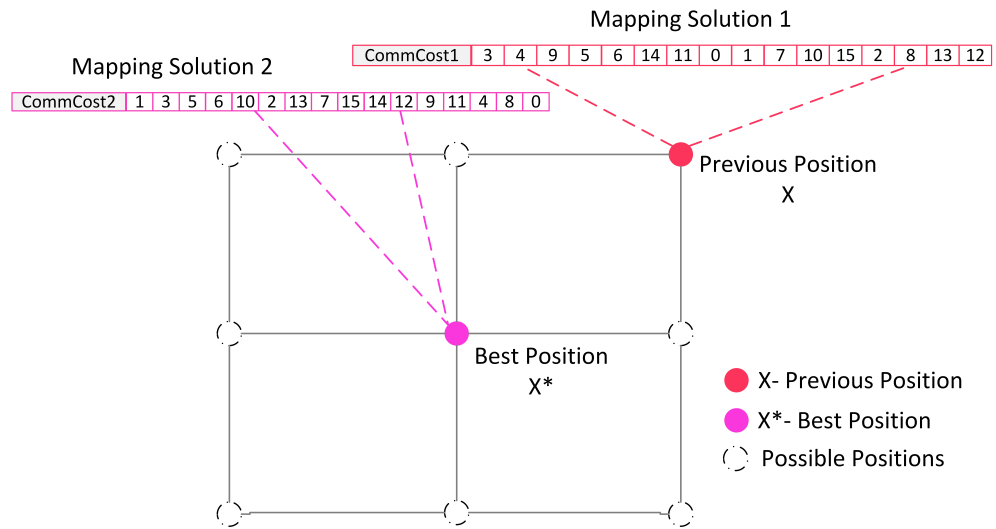 Mapping Solution 1
CommCost1 3 4 9 5 6 14 11 0 1 7 10 15 2 8 13 12
Mapping Solution 2
CommCost2 1 3 5 6 10 2 13 7 15 14 12 9 11 4 8 0
Previous Position
X
Best Position
X*
X- Previous Position
X*- Best Position
Possible Positions